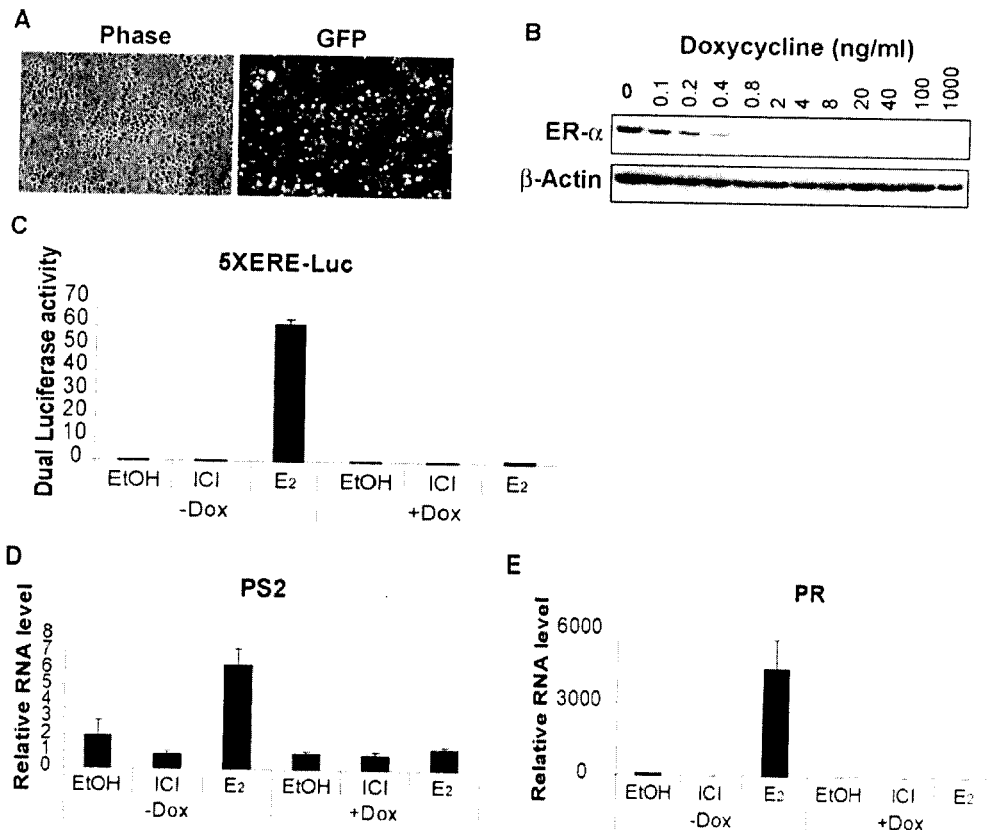 A
Phase GFP
B
Doxycycline (ng/ml)
0 0.1 0.2 0.4 0.8 2 4 8 20 40 100 1000
ER-α
β-Actin
C
5XERE-Luc
Dual Luciferase activity
70
60
50
40
30
20
10
0
EtOH ICI E2 EtOH ICI E2
-Dox +Dox
D
PS2
Relative RNA level
8
7
6
5
4
3
2
1
0
EtOH ICI E2 EtOH ICI E2
-Dox +Dox
E
PR
Relative RNA level
6000
3000
0
EtOH ICI E2 EtOH ICI E2
-Dox +Dox